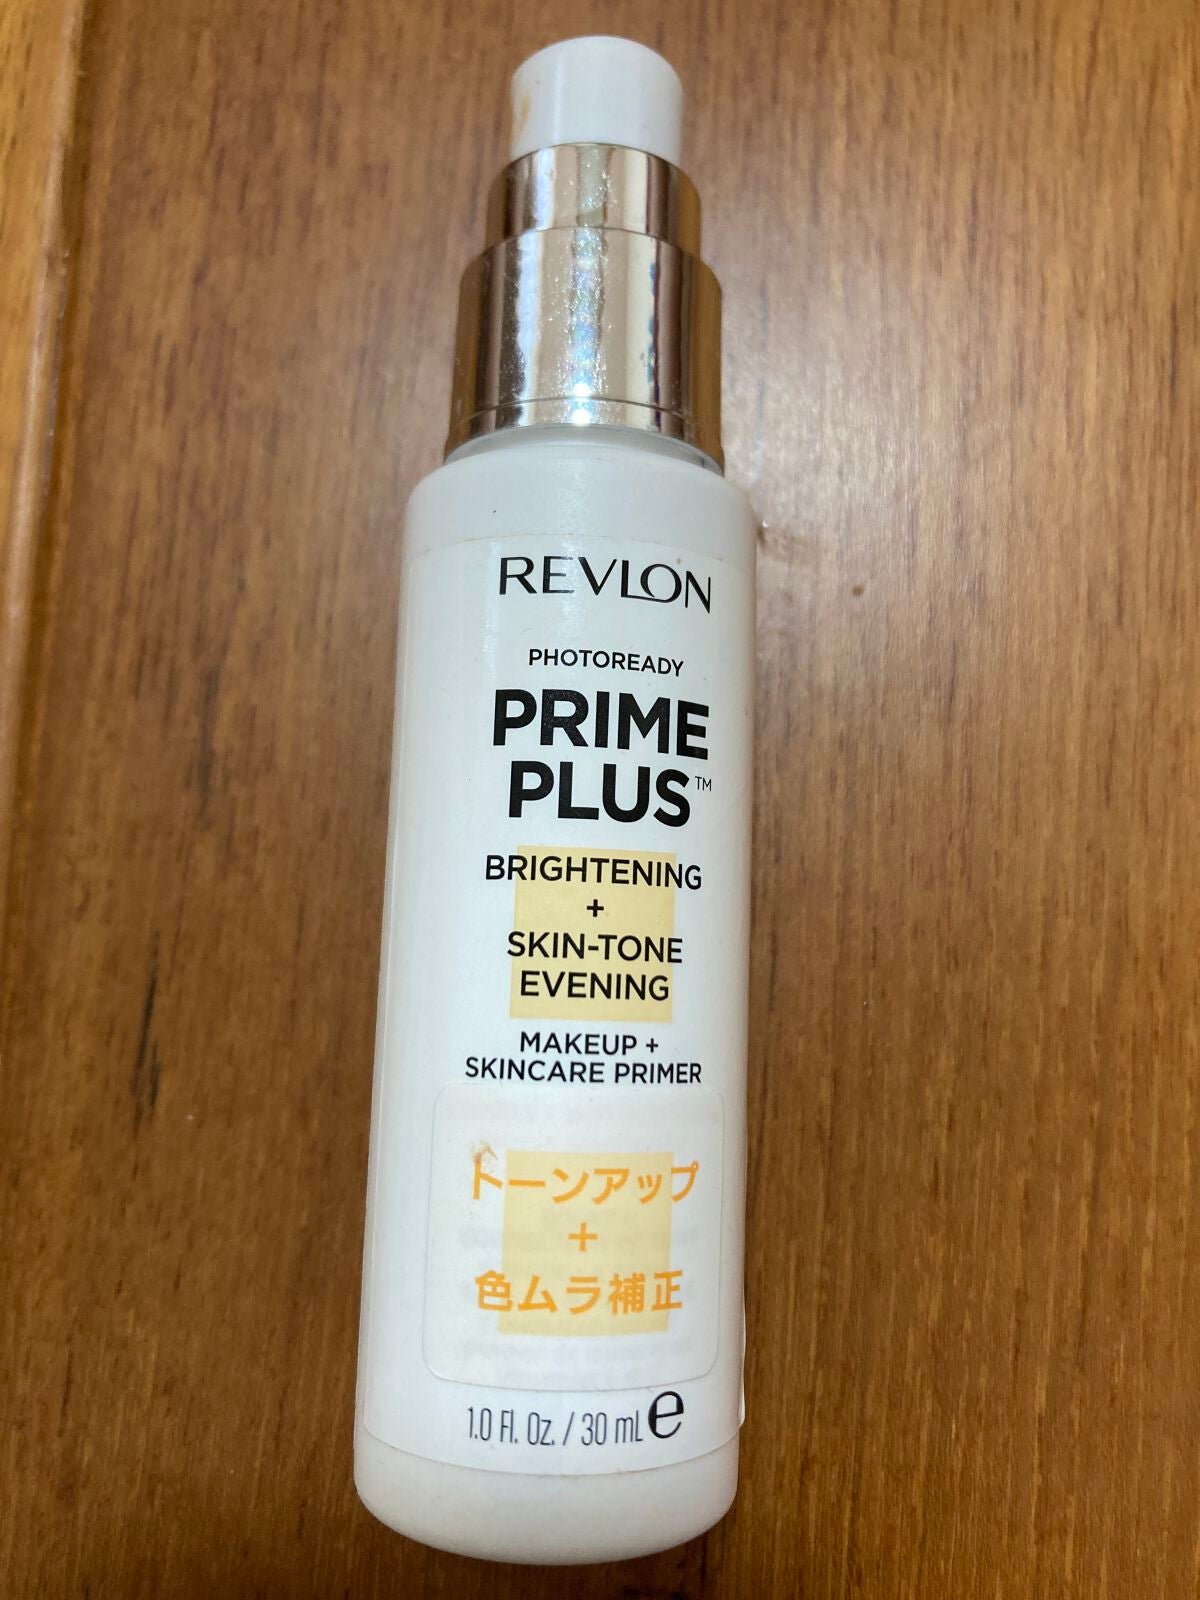 REVLON
PHOTOREADY
PRIME
PLUS™
BRIGHTENING
+
SKIN-TONE
EVENING
MAKEUP +
SKINCARE PRIMER
トーンアップ
+
色ムラ補正
1.0 Fl. Oz. / 30 mL ℮